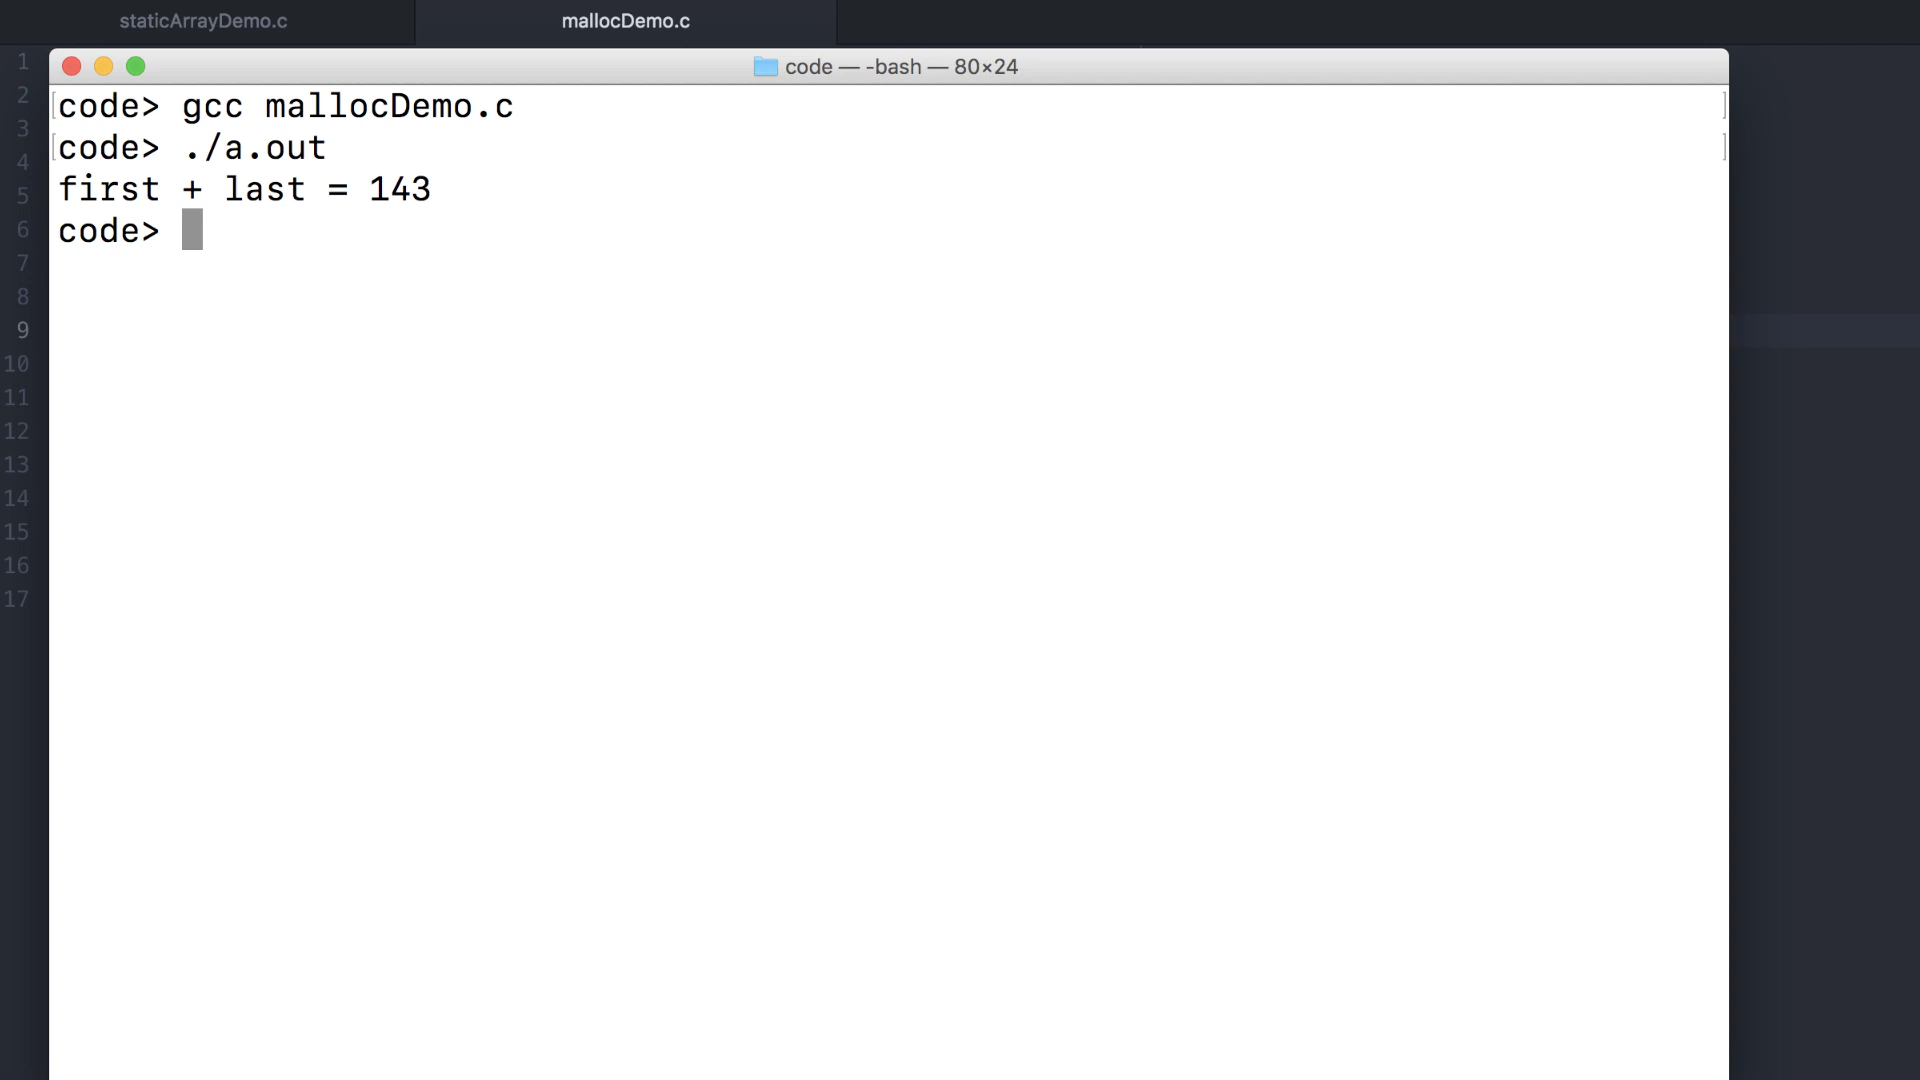 staticArrayDemo.c
mallocDemo.c
code — -bash — 80×24
[code> gcc mallocDemo.c ]
[code> ./a.out ]
first + last = 143
code>
1
2
3
4
5
6
7
8
9
10
11
12
13
14
15
16
17